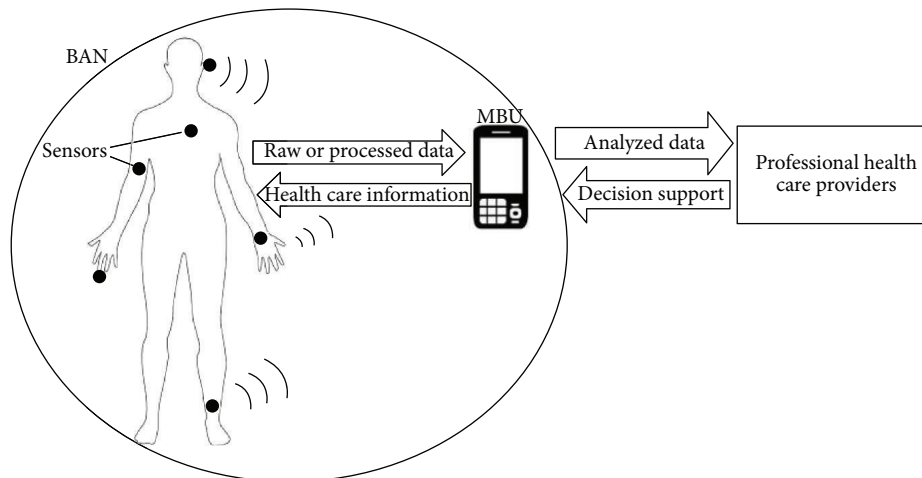 BAN
MBU
Sensors
Raw or processed data
Health care information
Analyzed data
Decision support
Professional health
care providers